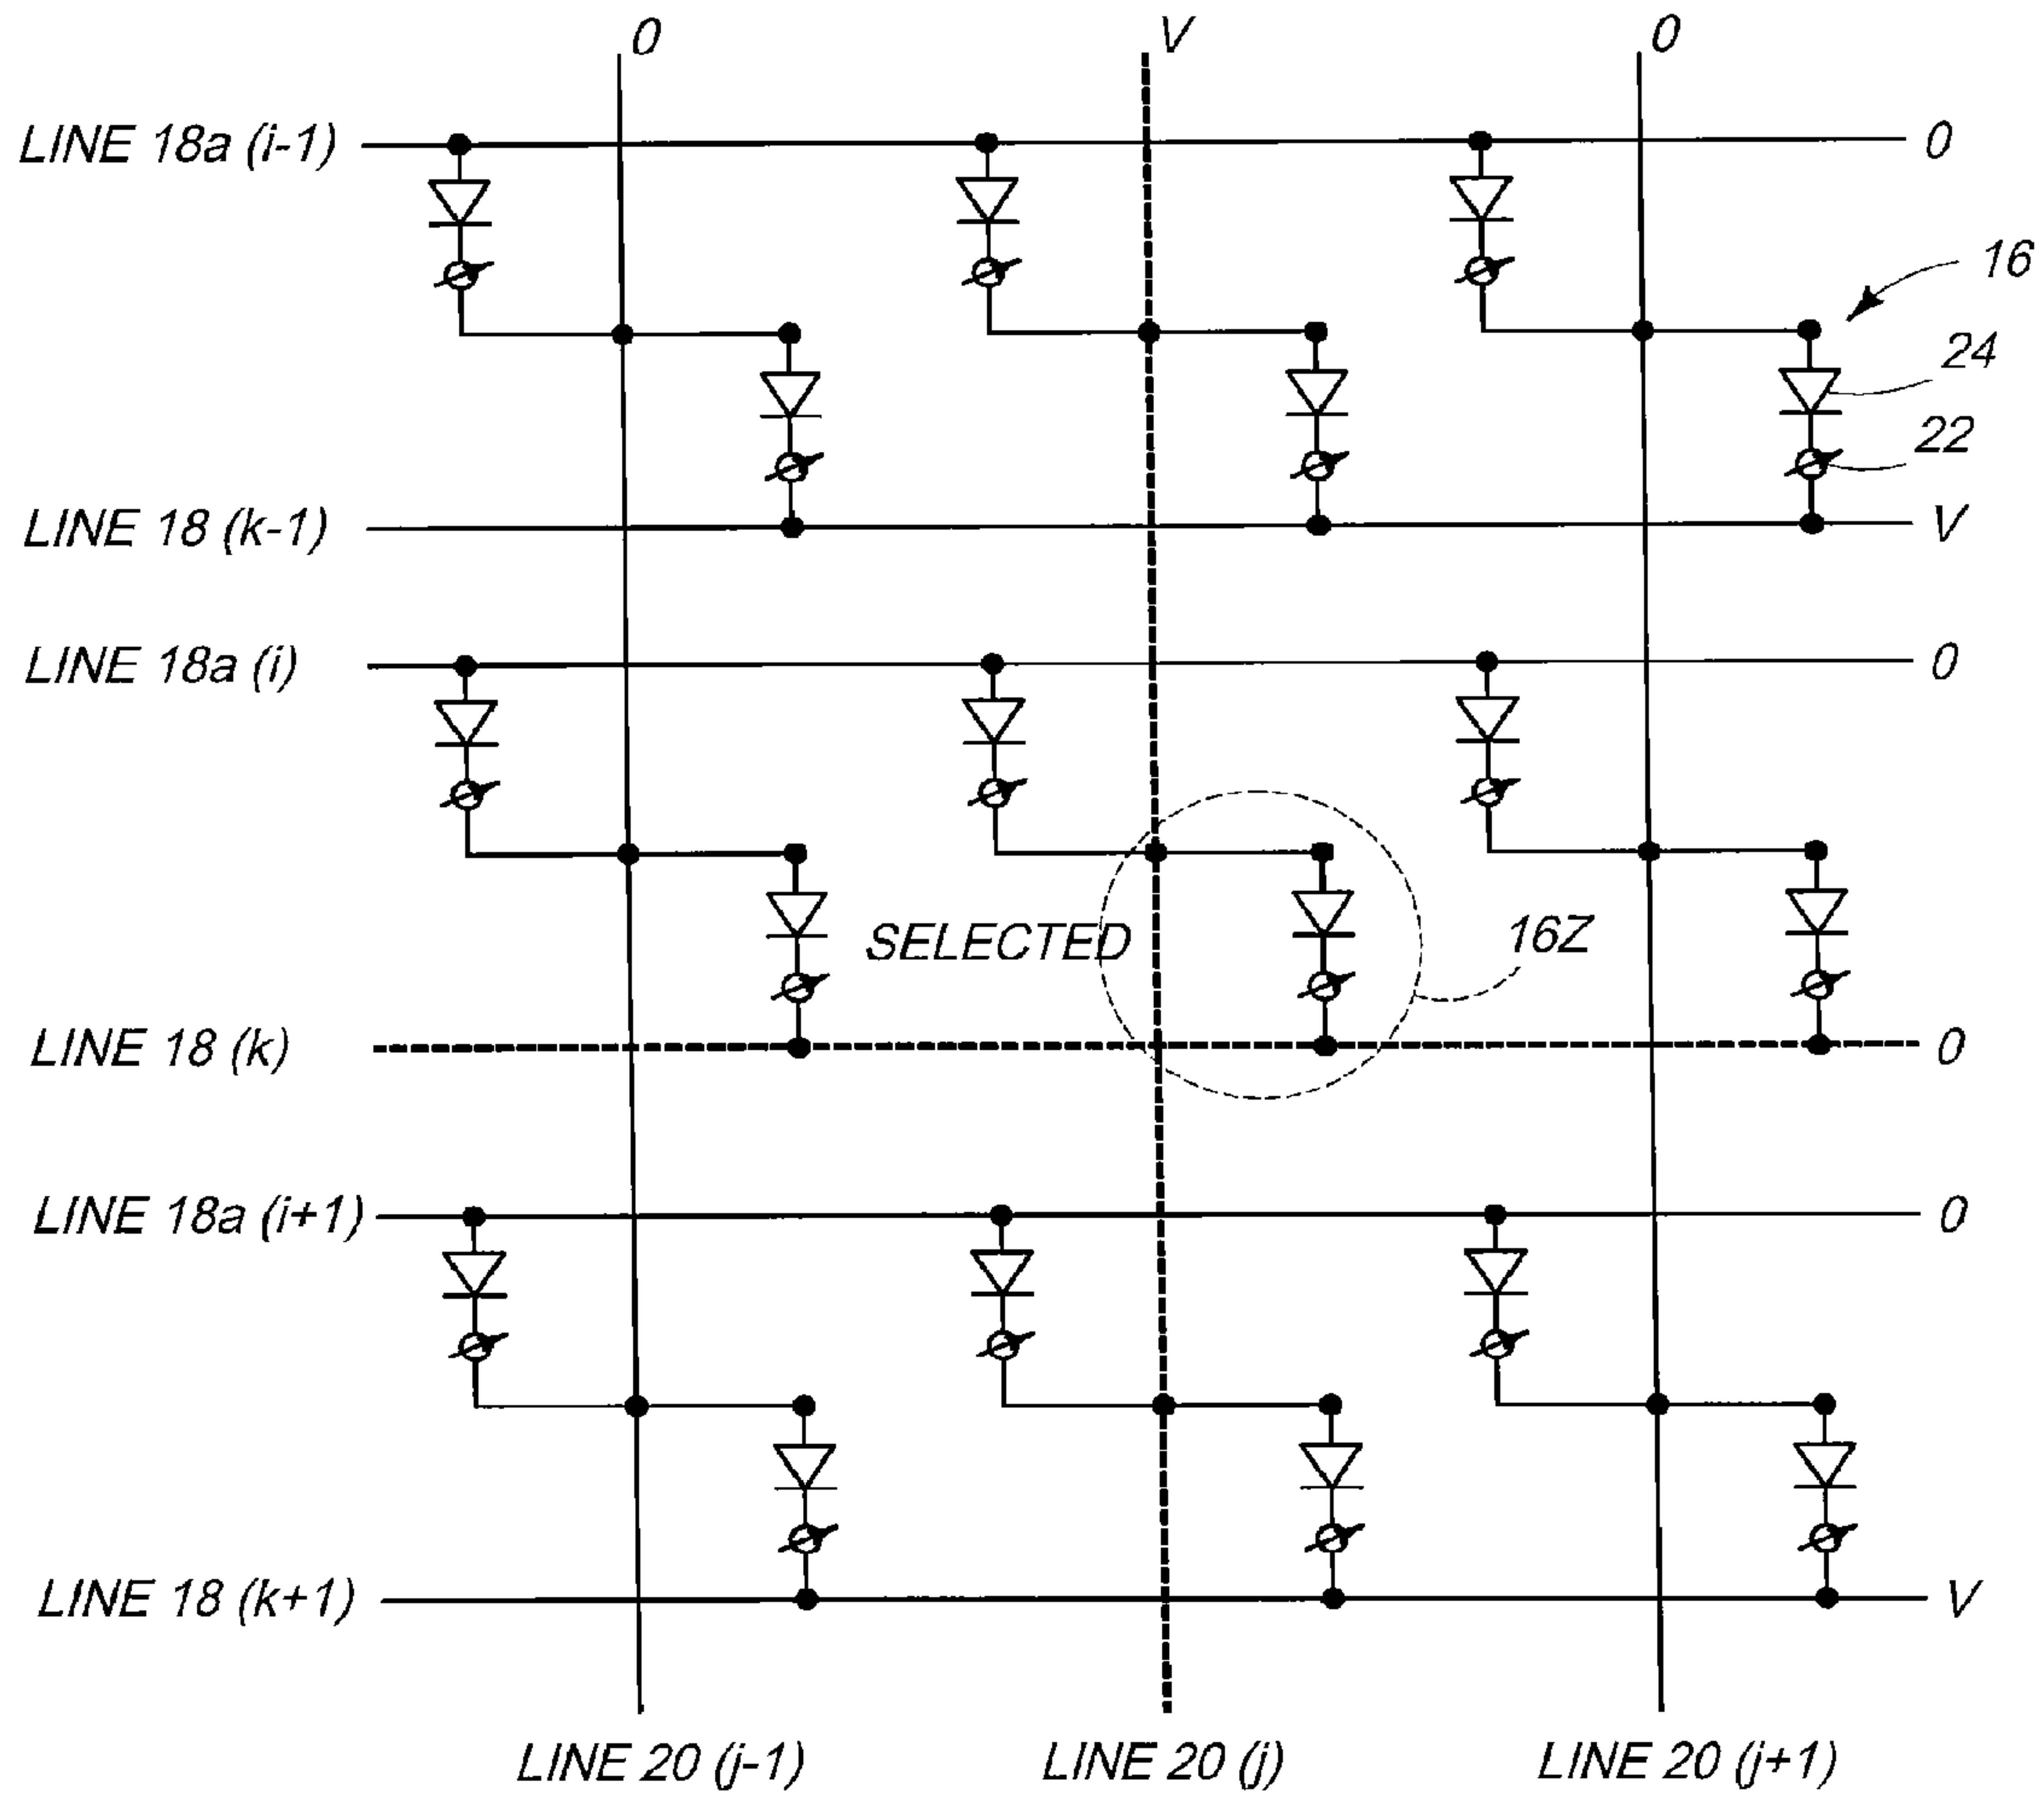 0 V 0
LINE 18a (i-1) 0
16
24
22
LINE 18 (k-1) V
LINE 18a (i) 0
SELECTED 16Z
LINE 18 (k) 0
LINE 18a (i+1) 0
LINE 18 (k+1) V
LINE 20 (j-1) LINE 20 (j) LINE 20 (j+1)